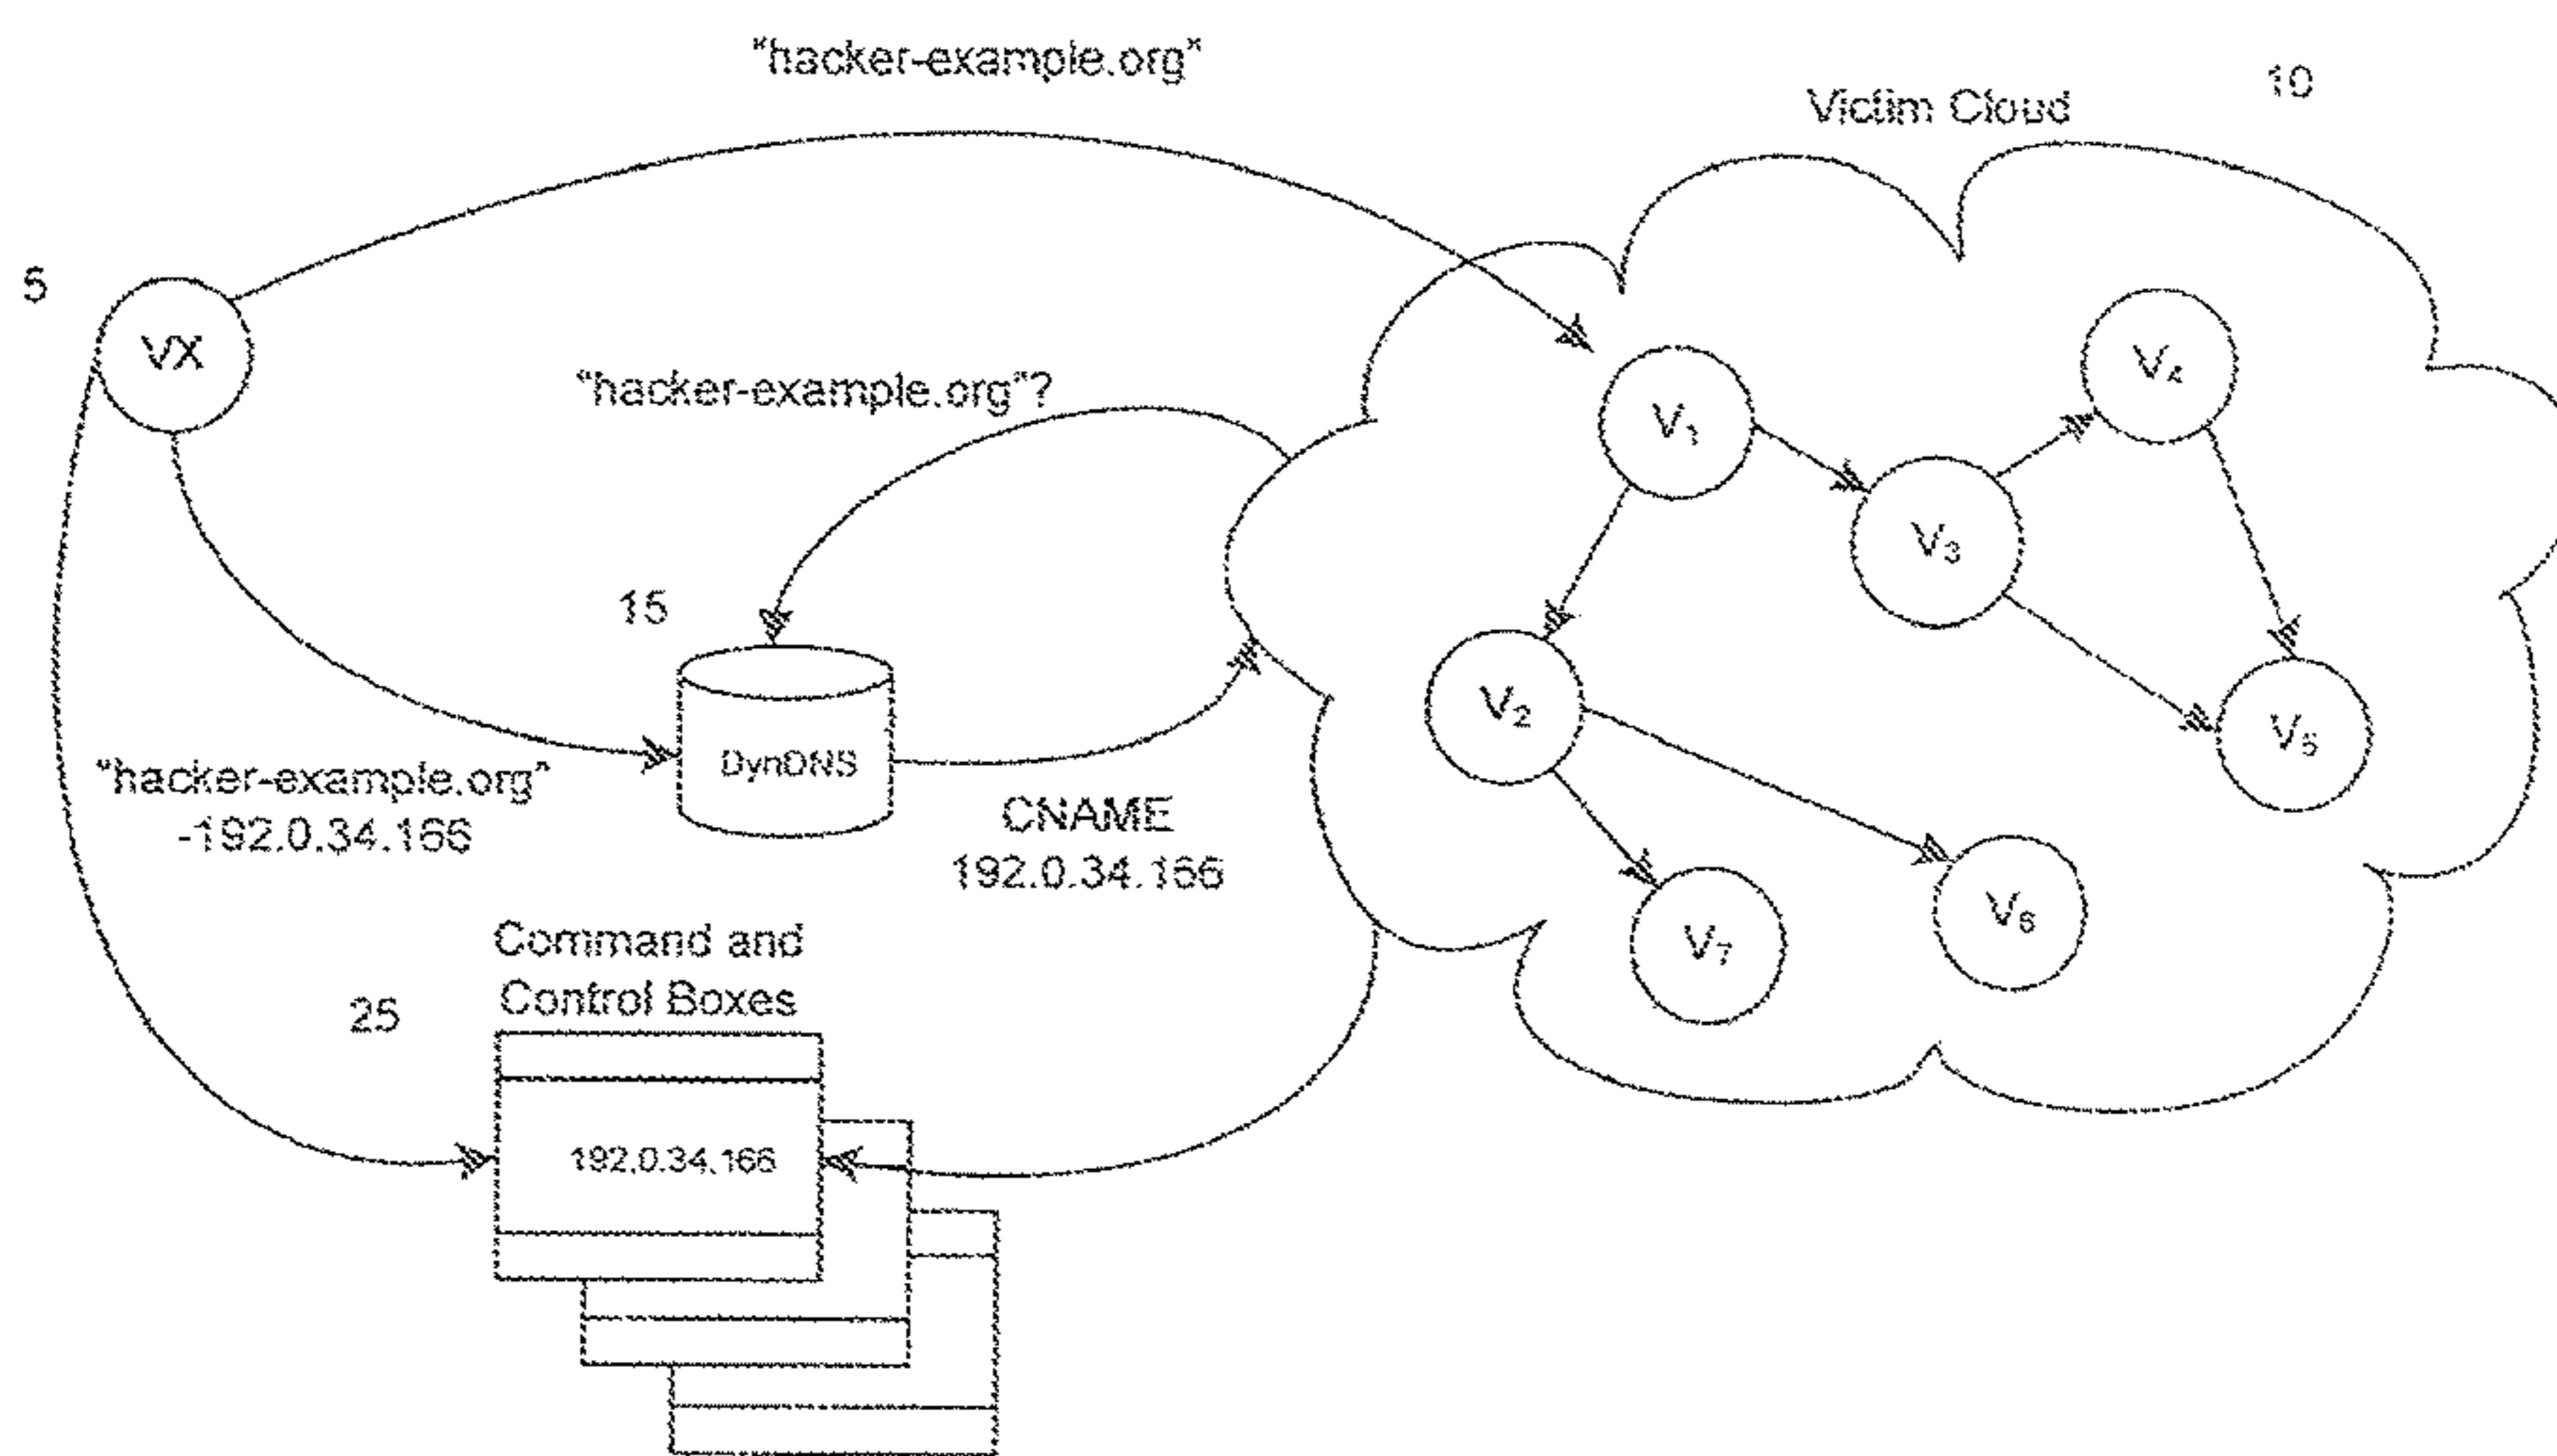 "hacker-example.org"
Victim Cloud
10
5
VX
"hacker-example.org"?
V1
V4
V3
15
V2
V5
DynDNS
"hacker-example.org"
-192.0.34.166
CNAME
192.0.34.166
V6
V7
Command and
Control Boxes
25
192.0.34.166